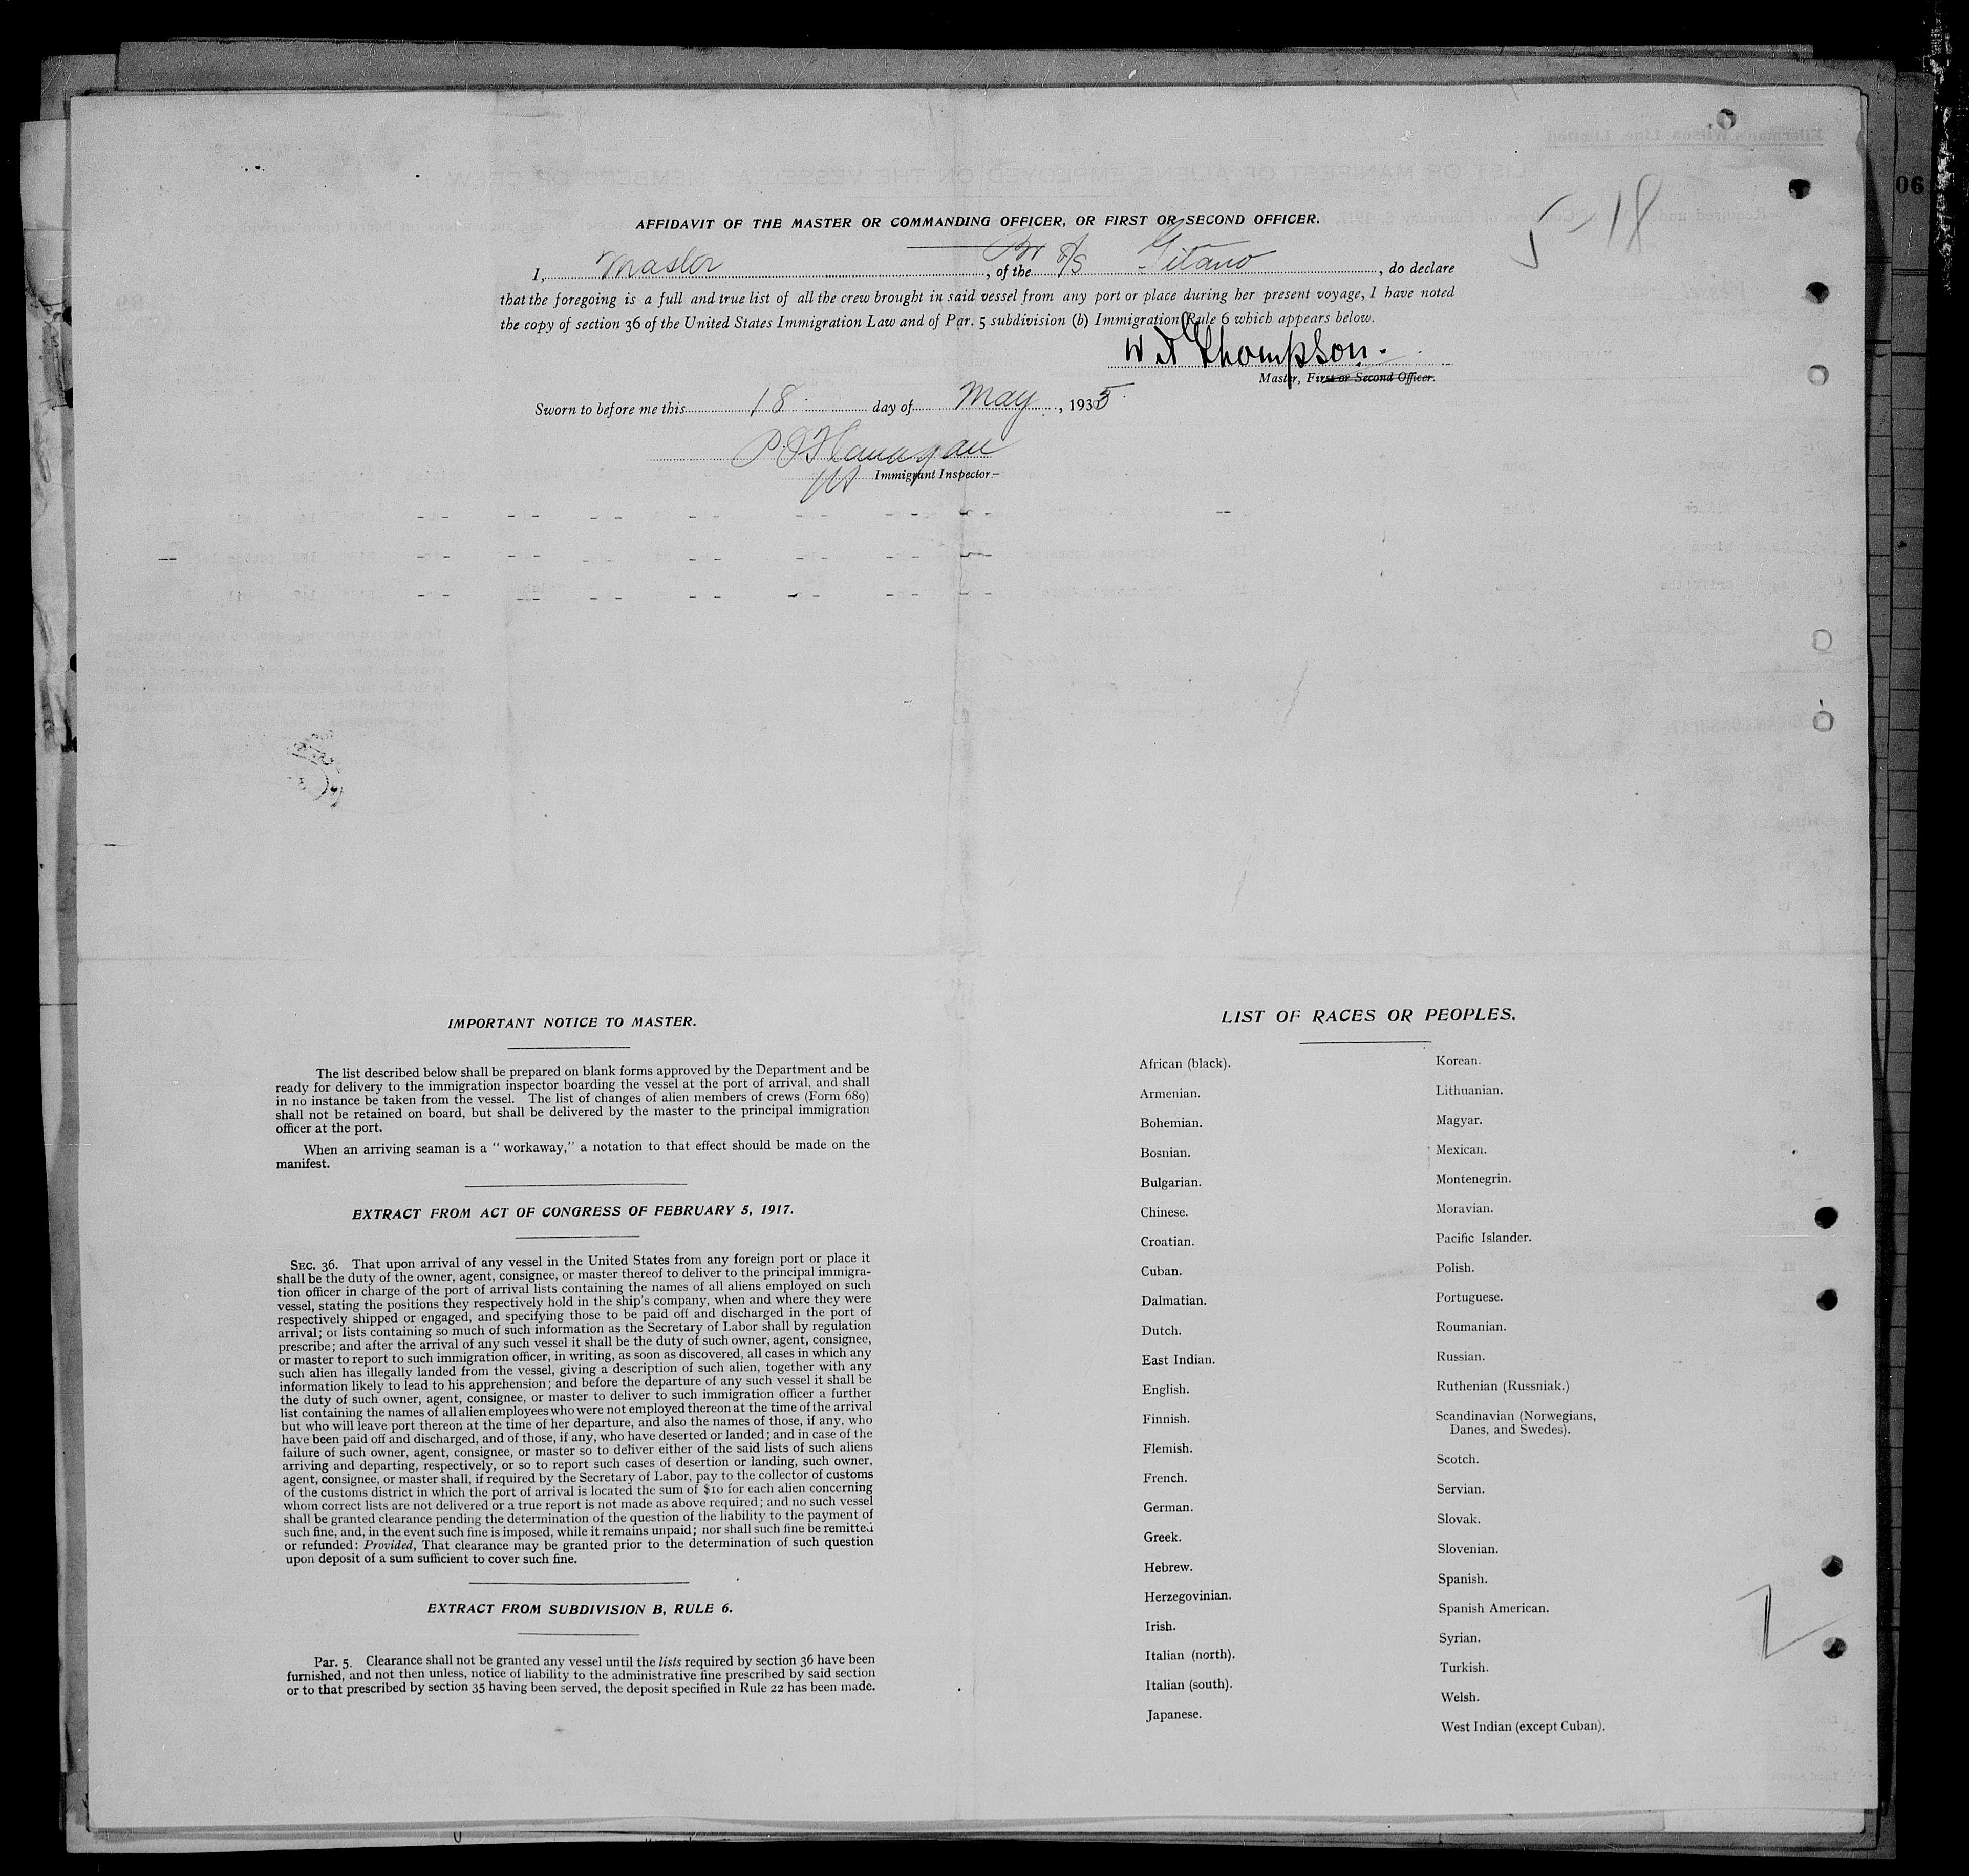 06
5-18
AFFIDAVIT OF THE MASTER OR COMMANDING OFFICER, OR FIRST OR SECOND OFFICER.
I, Master, of the Br S/S Gitano, do declare
that the foregoing is a full and true list of all the crew brought in said vessel from any port or place during her present voyage, I have noted
the copy of section 36 of the United States Immigration Law and of Par. 5 subdivision (b) Immigration Rule 6 which appears below.
Thompson.
Master, First or Second Officer.
Sworn to before me this 18 day of May, 1935
P. J. Flanagan
Immigrant Inspector
IMPORTANT NOTICE TO MASTER.
The list described below shall be prepared on blank forms approved by the Department and be
ready for delivery to the immigration inspector boarding the vessel at the port of arrival, and shall
in no instance be taken from the vessel. The list of changes of alien members of crews (Form 689)
shall not be retained on board, but shall be delivered by the master to the principal immigration
officer at the port.
When an arriving seaman is a "workaway," a notation to that effect should be made on the
manifest.
EXTRACT FROM ACT OF CONGRESS OF FEBRUARY 5, 1917.
SEC. 36. That upon arrival of any vessel in the United States from any foreign port or place it
shall be the duty of the owner, agent, consignee, or master thereof to deliver to the principal immigra-
tion officer in charge of the port of arrival lists containing the names of all aliens employed on such
vessel, stating the positions they respectively hold in the ship's company, when and where they were
respectively shipped or engaged, and specifying those to be paid off and discharged in the port of
arrival; or lists containing so much of such information as the Secretary of Labor shall by regulation
prescribe; and after the arrival of any such vessel it shall be the duty of such owner, agent, consignee,
or master to report to such immigration officer, in writing, as soon as discovered, all cases in which any
such alien has illegally landed from the vessel, giving a description of such alien, together with any
information likely to lead to his apprehension; and before the departure of any such vessel it shall be
the duty of such owner, agent, consignee, or master to deliver to such immigration officer a further
list containing the names of all alien employees who were not employed thereon at the time of the arrival
but who will leave port thereon at the time of her departure, and also the names of those, if any, who
have been paid off and discharged, and of those, if any, who have deserted or landed; and in case of the
failure of such owner, agent, consignee, or master so to deliver either of the said lists of such aliens
arriving and departing, respectively, or so to report such cases of desertion or landing, such owner,
agent, consignee, or master shall, if required by the Secretary of Labor, pay to the collector of customs
of the customs district in which the port of arrival is located the sum of $10 for each alien concerning
whom correct lists are not delivered or a true report is not made as above required; and no such vessel
shall be granted clearance pending the determination of the question of the liability to the payment of
such fine, and, in the event such fine is imposed, while it remains unpaid; nor shall such fine be remitted
or refunded: Provided, That clearance may be granted prior to the determination of such question
upon deposit of a sum sufficient to cover such fine.
EXTRACT FROM SUBDIVISION B, RULE 6.
Par. 5. Clearance shall not be granted any vessel until the lists required by section 36 have been
furnished, and not then unless, notice of liability to the administrative fine prescribed by said section
or to that prescribed by section 35 having been served, the deposit specified in Rule 22 has been made.
LIST OF RACES OR PEOPLES.
African (black).
Armenian.
Bohemian.
Bosnian.
Bulgarian.
Chinese.
Croatian.
Cuban.
Dalmatian.
Dutch.
East Indian.
English.
Finnish.
Flemish.
French.
German.
Greek.
Hebrew.
Herzegovinian.
Irish.
Italian (north).
Italian (south).
Japanese.
Korean.
Lithuanian.
Magyar.
Mexican.
Montenegrin.
Moravian.
Pacific Islander.
Polish.
Portuguese.
Roumanian.
Russian.
Ruthenian (Russniak.)
Scandinavian (Norwegians,
Danes, and Swedes).
Scotch.
Servian.
Slovak.
Slovenian.
Spanish.
Spanish American.
Syrian.
Turkish.
Welsh.
West Indian (except Cuban).